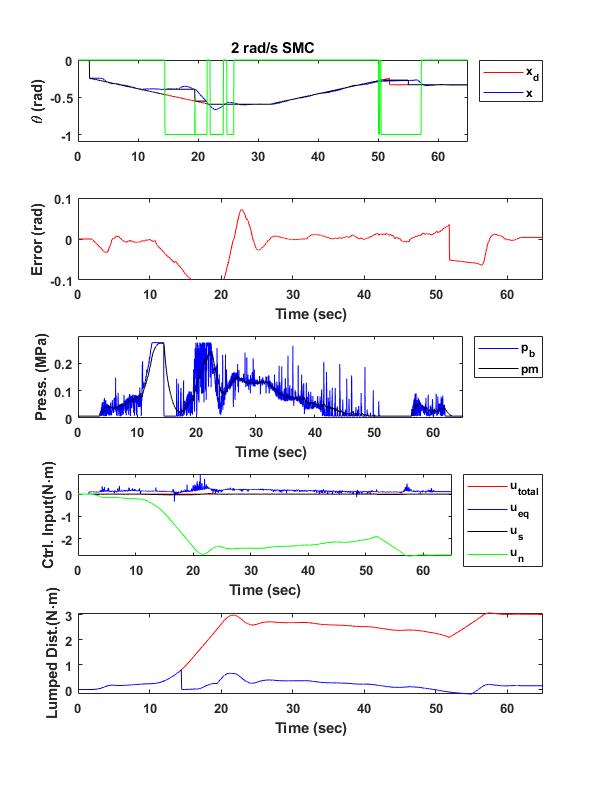 2 rad/s SMC
θ (rad)
0
-0.5
-1
0 10 20 30 40 50 60
x_d
x
Error (rad)
0.1
0
-0.1
0 10 20 30 40 50 60
Time (sec)
Press. (MPa)
0.2
0.1
0
0 10 20 30 40 50 60
Time (sec)
p_b
pm
Ctrl. Input(N·m)
0
-1
-2
0 10 20 30 40 50 60
Time (sec)
u_total
u_eq
u_s
u_n
Lumped Dist.(N·m)
3
2
1
0
0 10 20 30 40 50 60
Time (sec)